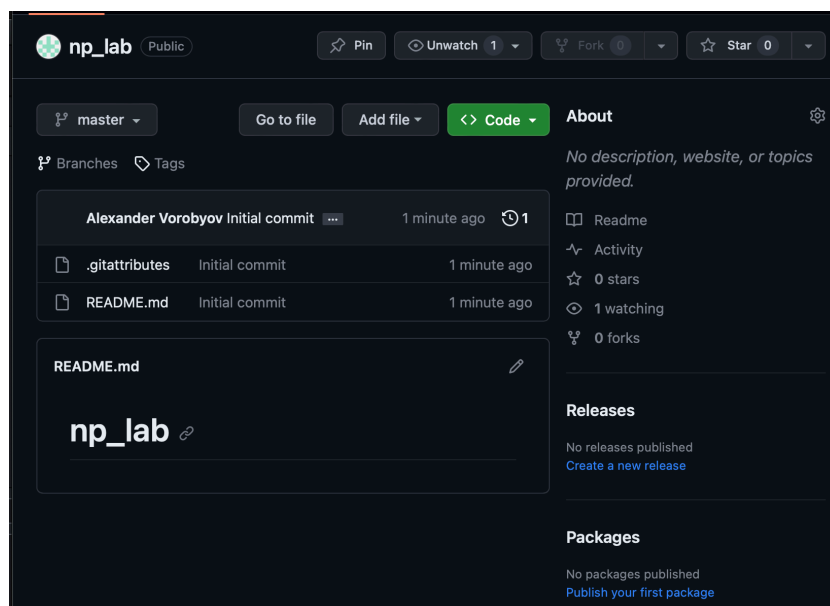 np_lab Public Pin Unwatch 1 Fork 0 Star 0
master Go to file Add file <> Code
Branches Tags
Alexander Vorobyov Initial commit ... 1 minute ago 1
.gitattributes Initial commit 1 minute ago
README.md Initial commit 1 minute ago
README.md
np_lab
About
No description, website, or topics
provided.
Readme
Activity
0 stars
1 watching
0 forks
Releases
No releases published
Create a new release
Packages
No packages published
Publish your first package